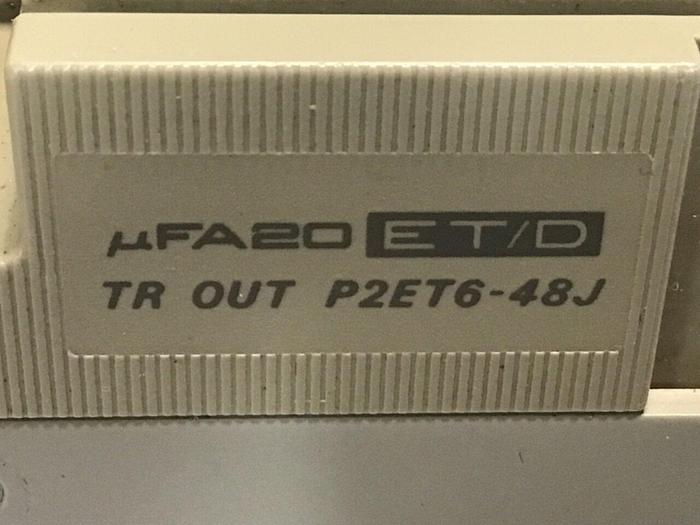 μFA20 ET/D
TR OUT P2ET6-48J